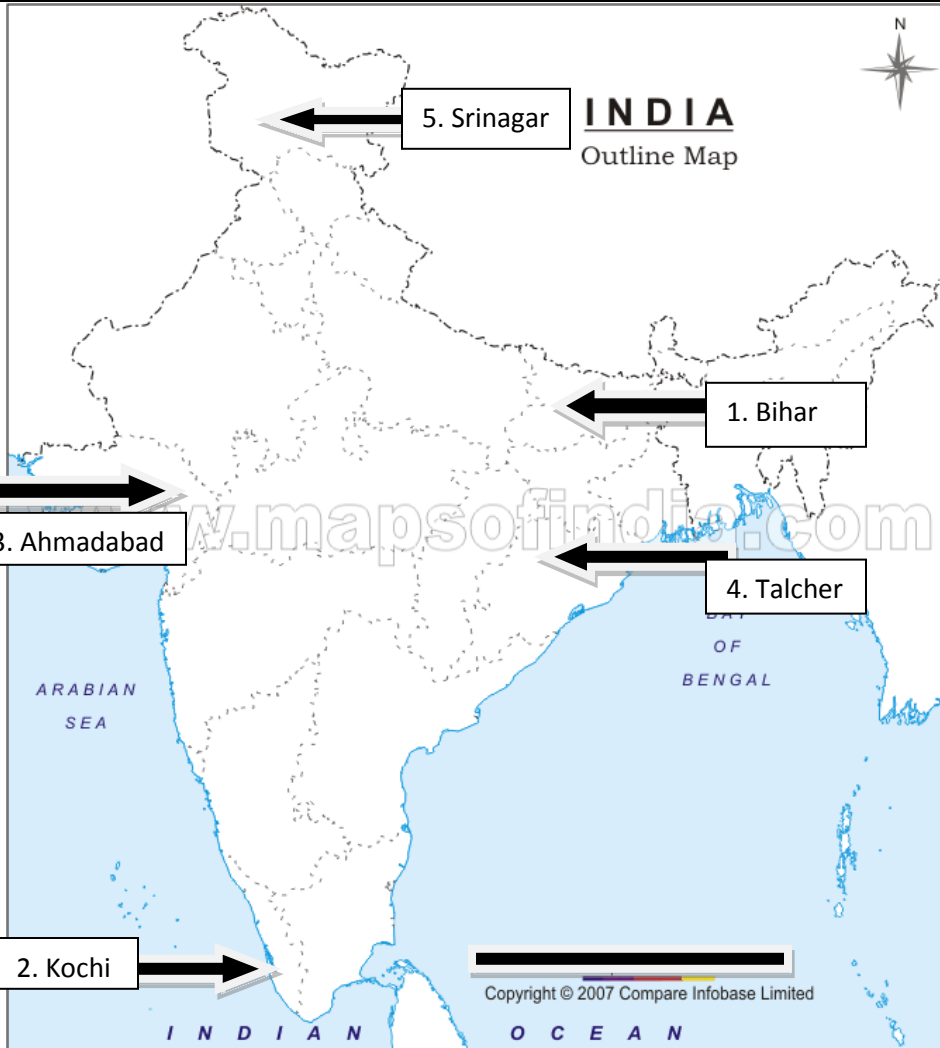 N
INDIA
Outline Map
5. Srinagar
1. Bihar
www.mapsofindia.com
3. Ahmadabad
4. Talcher
BAY
OF
BENGAL
ARABIAN
SEA
2. Kochi
Copyright © 2007 Compare Infobase Limited
INDIAN OCEAN